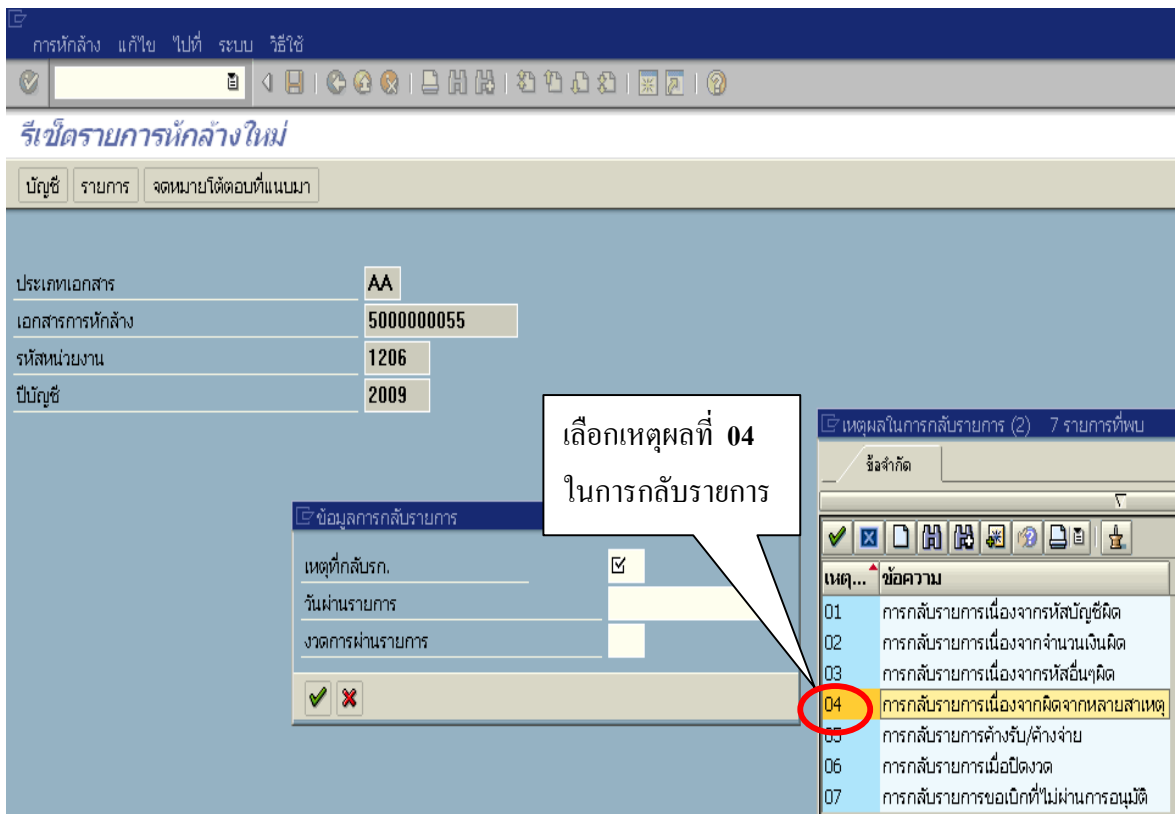 การหักล้าง แก้ไข ไปที่ ระบบ วิธีใช้
รีเซ็ตรายการหักล้างใหม่
บัญชี รายการ จดหมายโต้ตอบที่แนบมา
ประเภทเอกสาร AA
เอกสารการหักล้าง 5000000055
รหัสหน่วยงาน 1206
ปีบัญชี 2009
เลือกเหตุผลที่ 04
ในการกลับรายการ
ข้อมูลการกลับรายการ
เหตุที่กลับรก.
วันผ่านรายการ
งวดการผ่านรายการ
เหตุผลในการกลับรายการ (2) 7 รายการที่พบ
ข้อจำกัด
เหตุ... ข้อความ
01 การกลับรายการเนื่องจากรหัสบัญชีผิด
02 การกลับรายการเนื่องจากจำนวนเงินผิด
03 การกลับรายการเนื่องจากรหัสอื่นๆผิด
04 การกลับรายการเนื่องจากผิดจากหลายสาเหตุ
05 การกลับรายการค้างรับ/ค้างจ่าย
06 การกลับรายการเมื่อปิดงวด
07 การกลับรายการขอเบิกที่ไม่ผ่านการอนุมัติ